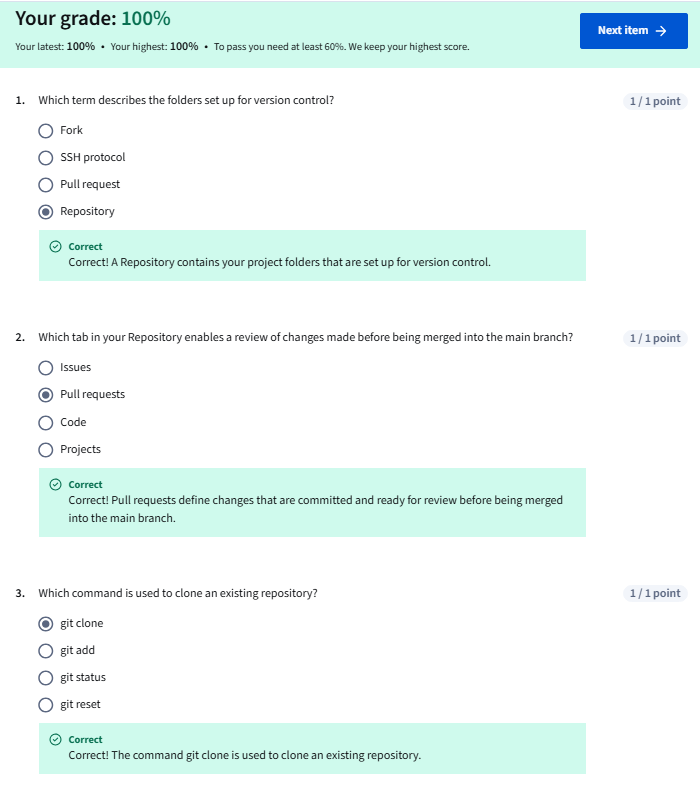 Your grade: 100%
Your latest: 100% • Your highest: 100% • To pass you need at least 60%. We keep your highest score.
Next item →
1. Which term describes the folders set up for version control?
1 / 1 point
Fork
SSH protocol
Pull request
Repository
Correct
Correct! A Repository contains your project folders that are set up for version control.
2. Which tab in your Repository enables a review of changes made before being merged into the main branch?
1 / 1 point
Issues
Pull requests
Code
Projects
Correct
Correct! Pull requests define changes that are committed and ready for review before being merged
into the main branch.
3. Which command is used to clone an existing repository?
1 / 1 point
git clone
git add
git status
git reset
Correct
Correct! The command git clone is used to clone an existing repository.